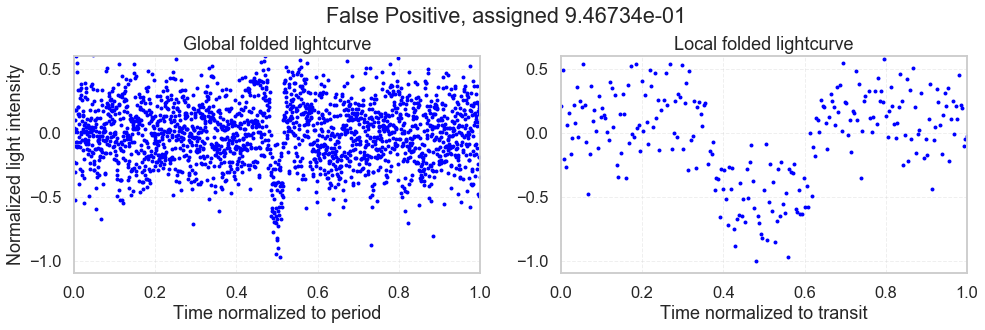 False Positive, assigned 9.46734e-01
Global folded lightcurve
Normalized light intensity
0.5
0.0
−0.5
−1.0
0.0 0.2 0.4 0.6 0.8 1.0
Time normalized to period
Local folded lightcurve
0.5
0.0
−0.5
−1.0
0.0 0.2 0.4 0.6 0.8 1.0
Time normalized to transit